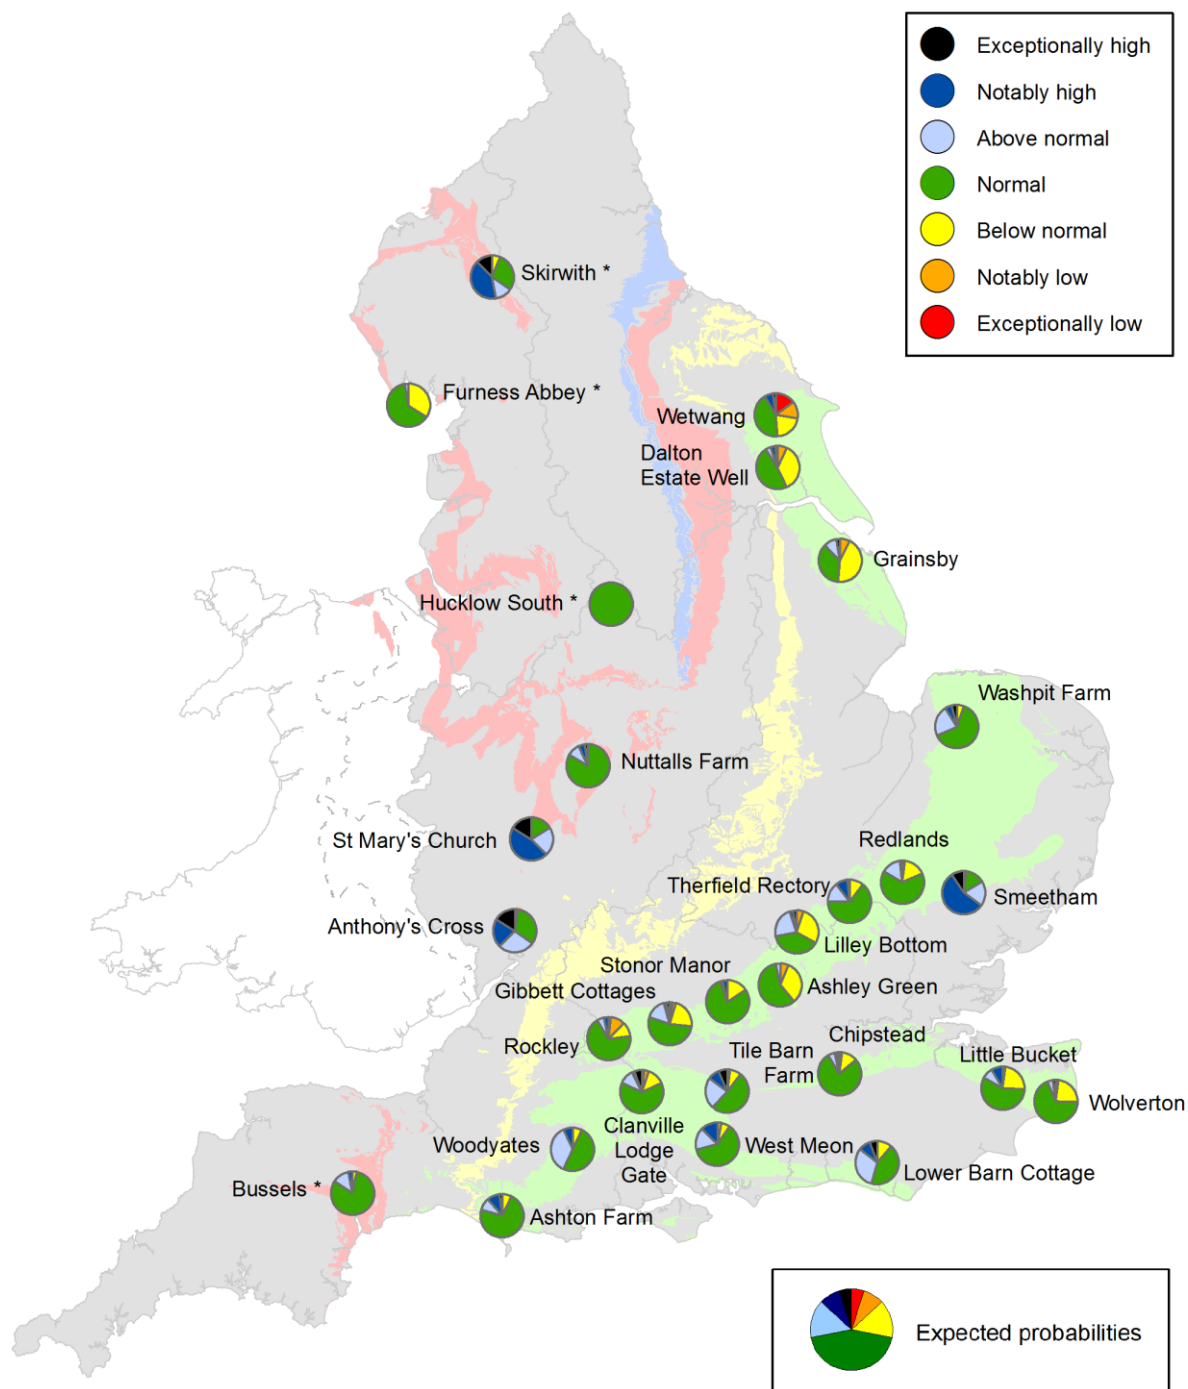 Exceptionally high
Notably high
Above normal
Normal
Below normal
Notably low
Exceptionally low
Skirwith *
Furness Abbey *
Wetwang
Dalton
Estate Well
Grainsby
Hucklow South *
Washpit Farm
Nuttalls Farm
St Mary's Church
Redlands
Therfield Rectory
Smeetham
Anthony's Cross
Lilley Bottom
Stonor Manor
Ashley Green
Gibbett Cottages
Chipstead
Rockley
Tile Barn
Farm
Little Bucket
Wolverton
Clanville
Lodge
Gate
Woodyates
West Meon
Lower Barn Cottage
Bussels *
Ashton Farm
Expected probabilities